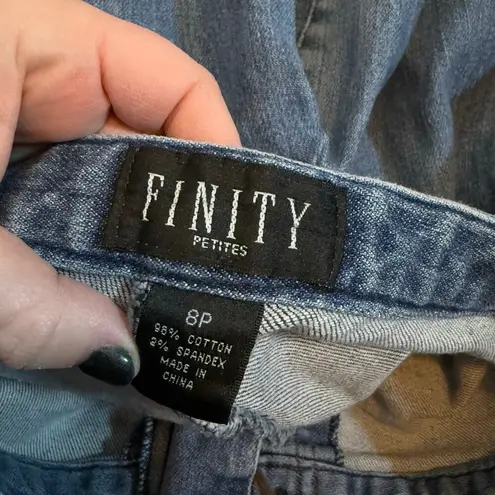 FINITY
PETITES
8P
98% COTTON
2% SPANDEX
MADE IN
CHINA